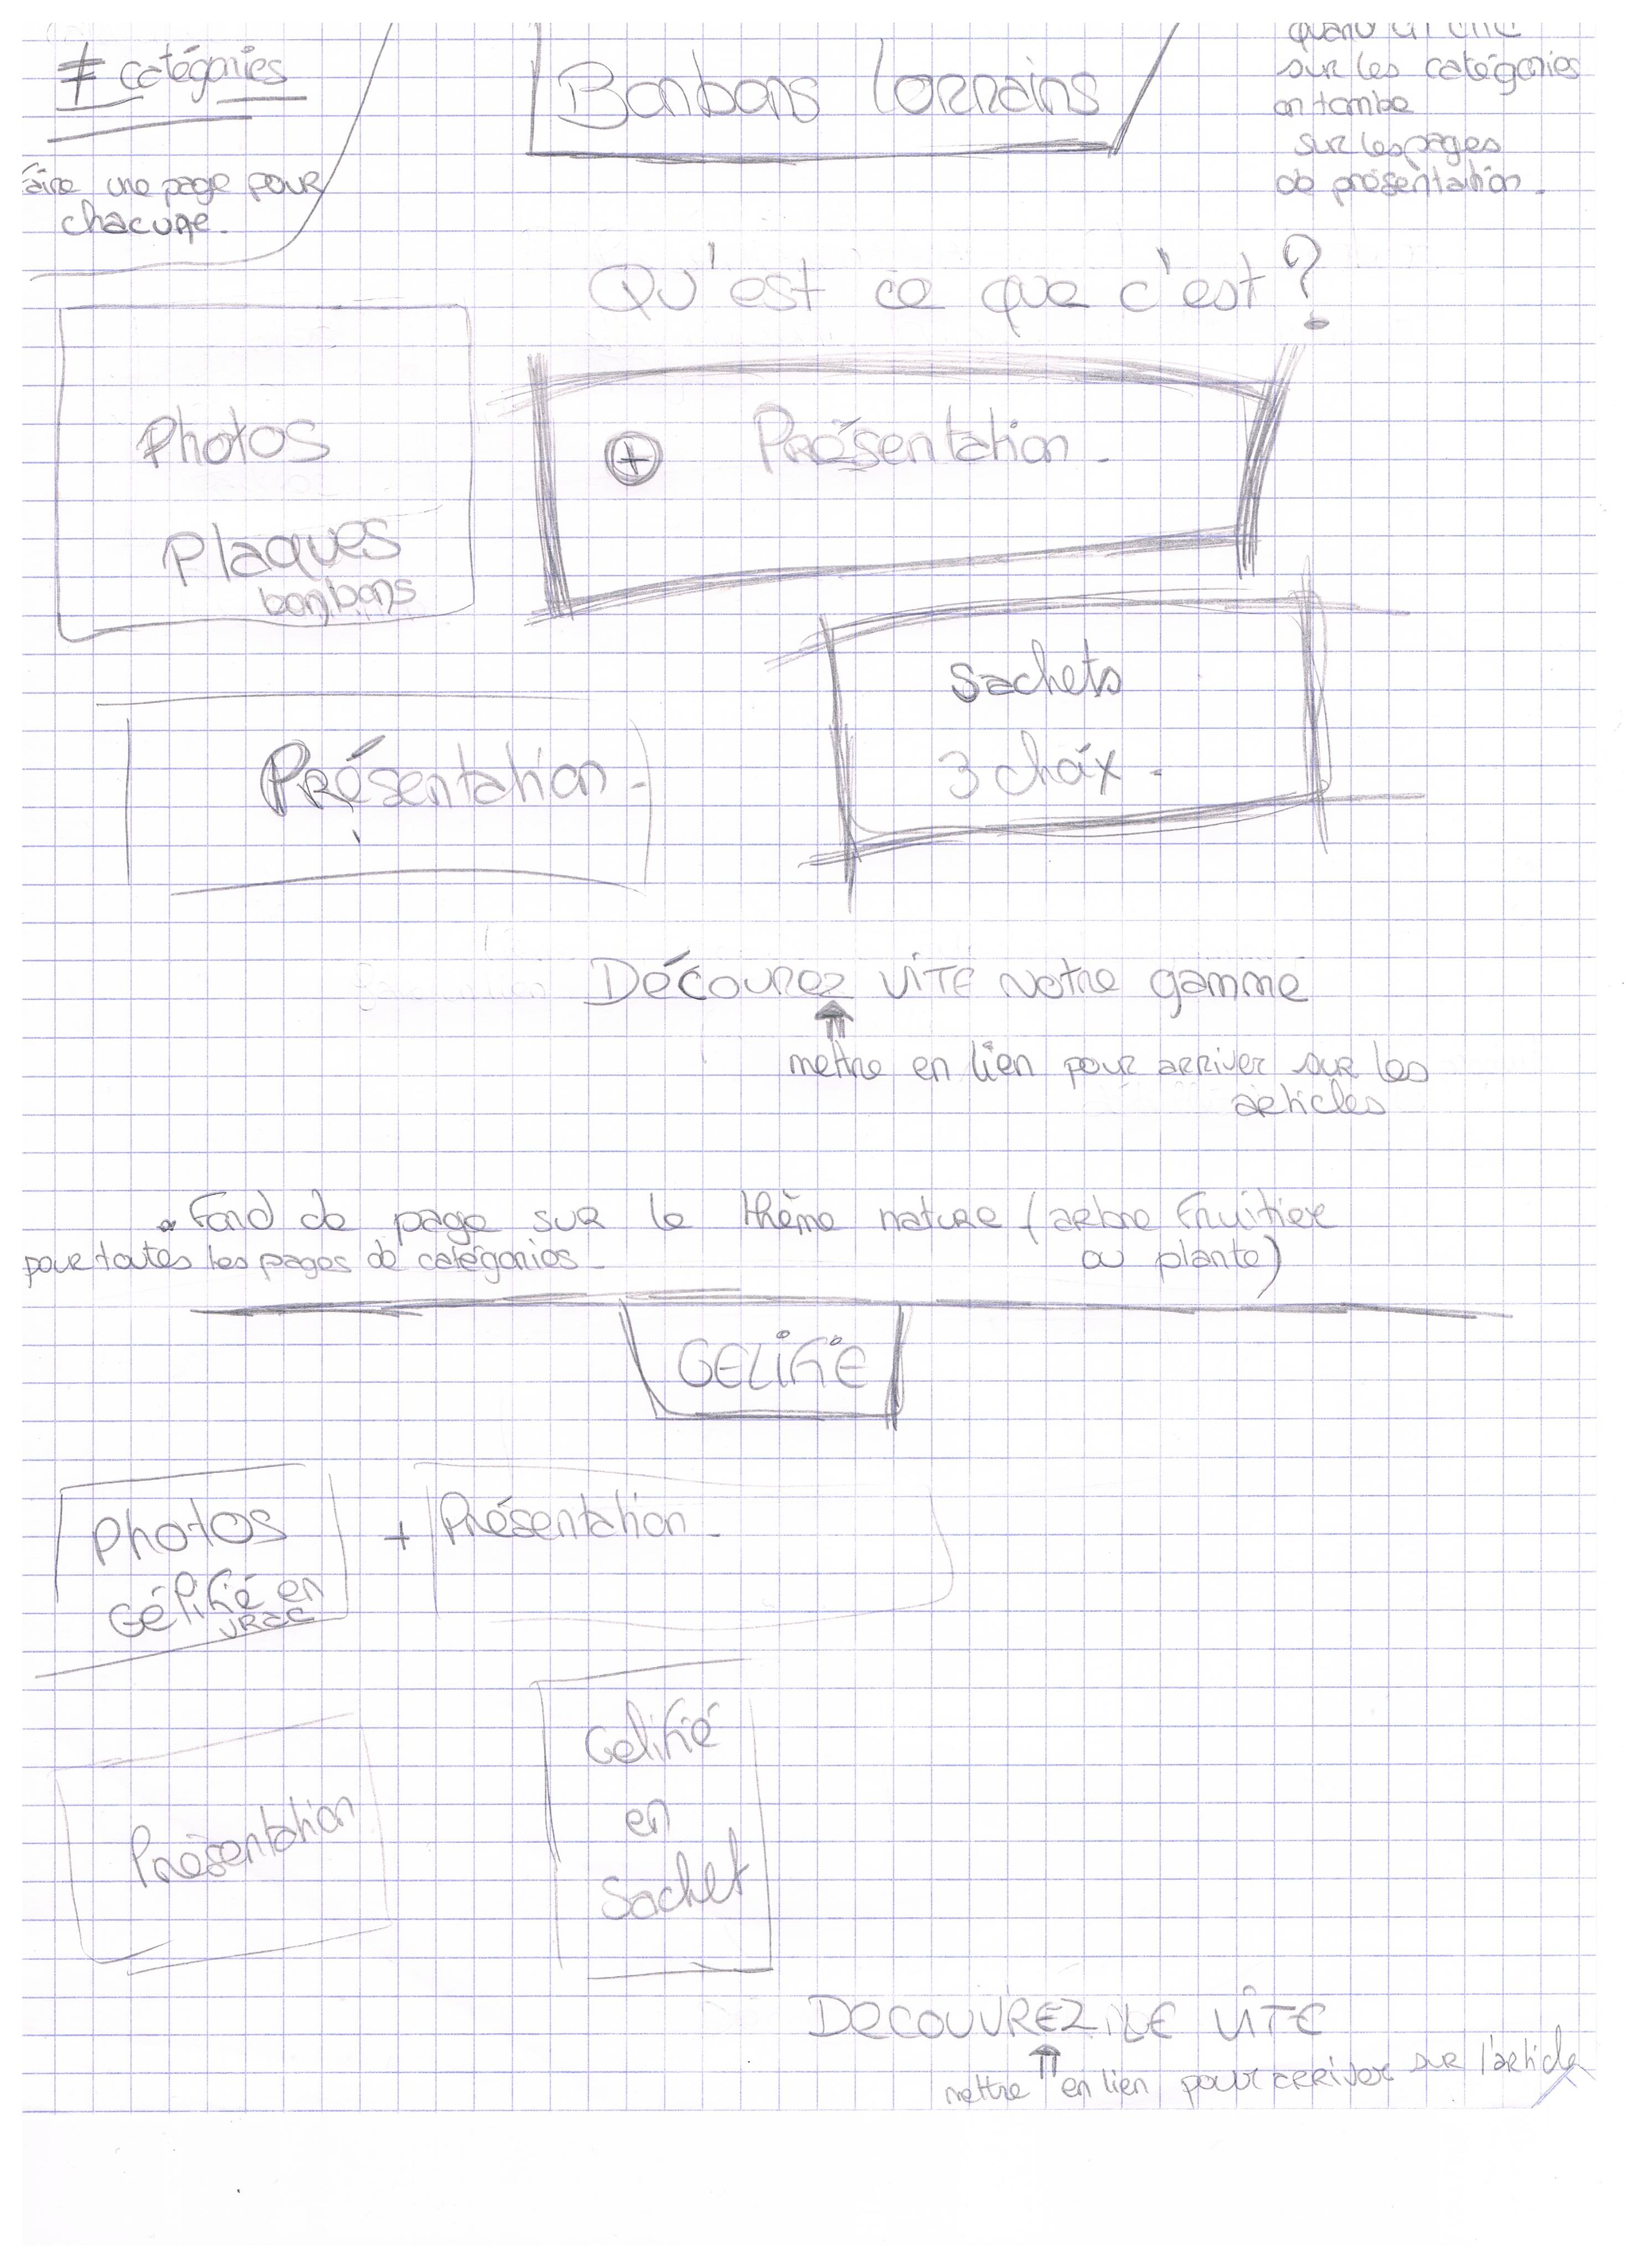 ≠ catégories
faire une page pour
chacune.
Bonbons lorrains
quand on clic
sur les catégories
on tombe
sur les pages
de présentation.
Qu'est ce que c'est ?
Photos
Plaques
bonbons
+ Présentation.
Sachets
3 choix.
Présentation.
Découvrez VITE Notre gamme
mettre en lien pour arriver sur les
articles
. Fond de page sur le thème nature (arbre fruitier
ou plante)
pour toutes les pages de catégories.
GELIFIE
Photos
Gélifié en
vrac
+ Présentation.
Présentation
Gelifié
en
Sachet
DECOUVREZ LE VITE
mettre en lien pour arriver sur l'article